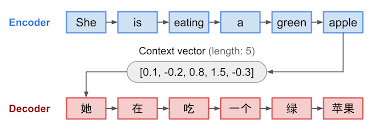 Encoder She is eating a green apple
Context vector (length: 5)
[0.1, -0.2, 0.8, 1.5, -0.3]
Decoder 她 在 吃 一个 绿 苹果